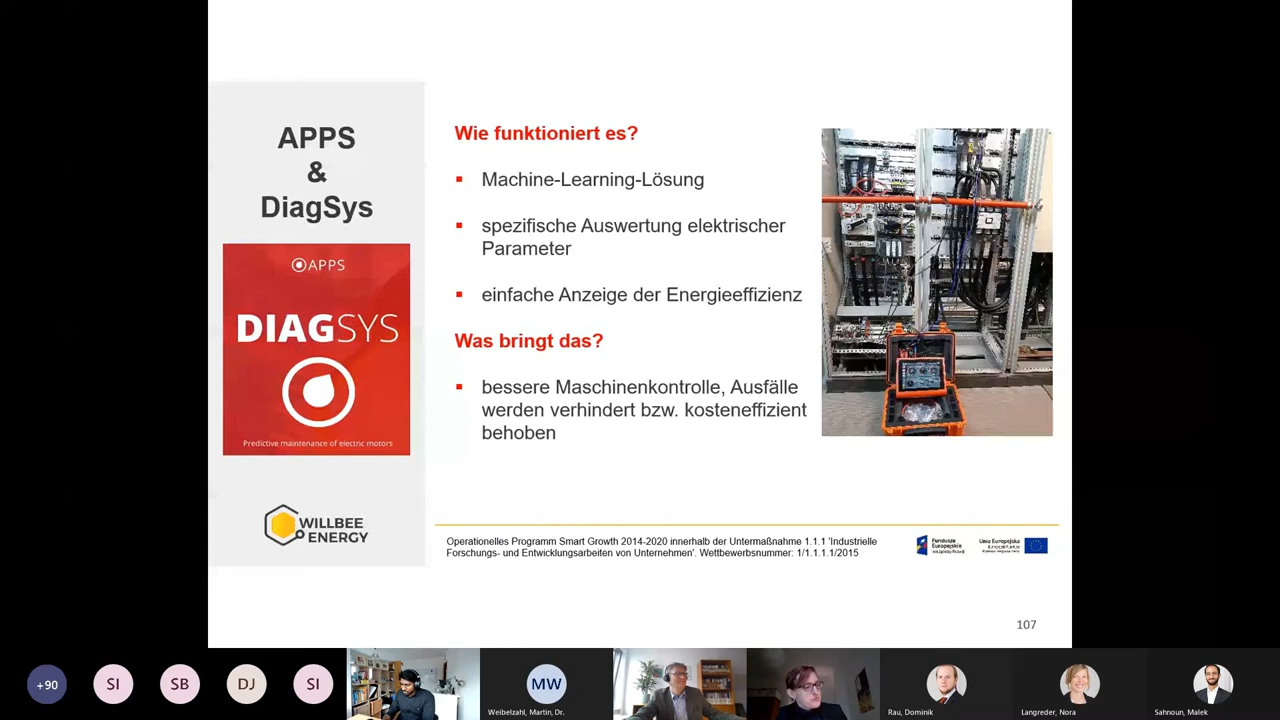 APPS
&
DiagSys
APPS
DIAGSYS
Predictive maintenance of electric motors
WILLBEE
ENERGY
Wie funktioniert es?
Machine-Learning-Lösung
spezifische Auswertung elektrischer
Parameter
einfache Anzeige der Energieeffizienz
Was bringt das?
bessere Maschinenkontrolle, Ausfälle
werden verhindert bzw. kosteneffizient
behoben
Operationelles Programm Smart Growth 2014-2020 innerhalb der Untermaßnahme 1.1.1 'Industrielle
Forschungs- und Entwicklungsarbeiten von Unternehmen'. Wettbewerbsnummer: 1/1.1.1.1/2015
Fundusze
Europejskie
Unia Europejska
107
+90
SI
SB
DJ
SI
MW
Weibelzahl, Martin, Dr.
Rau, Dominik
Langreder, Nora
Sahnoun, Malek